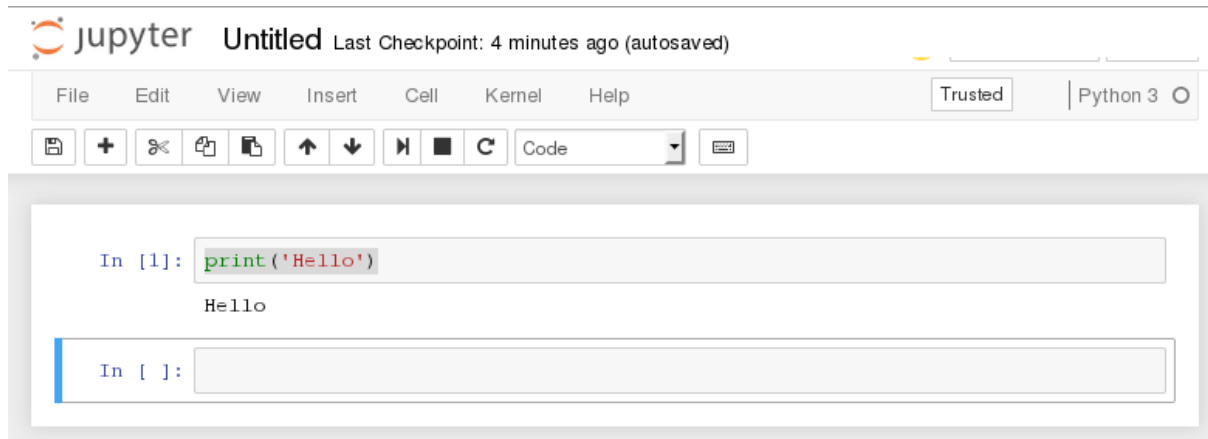 jupyter Untitled Last Checkpoint: 4 minutes ago (autosaved)
File Edit View Insert Cell Kernel Help Trusted Python 3
Code
In [1]: print('Hello')
Hello
In [ ]: